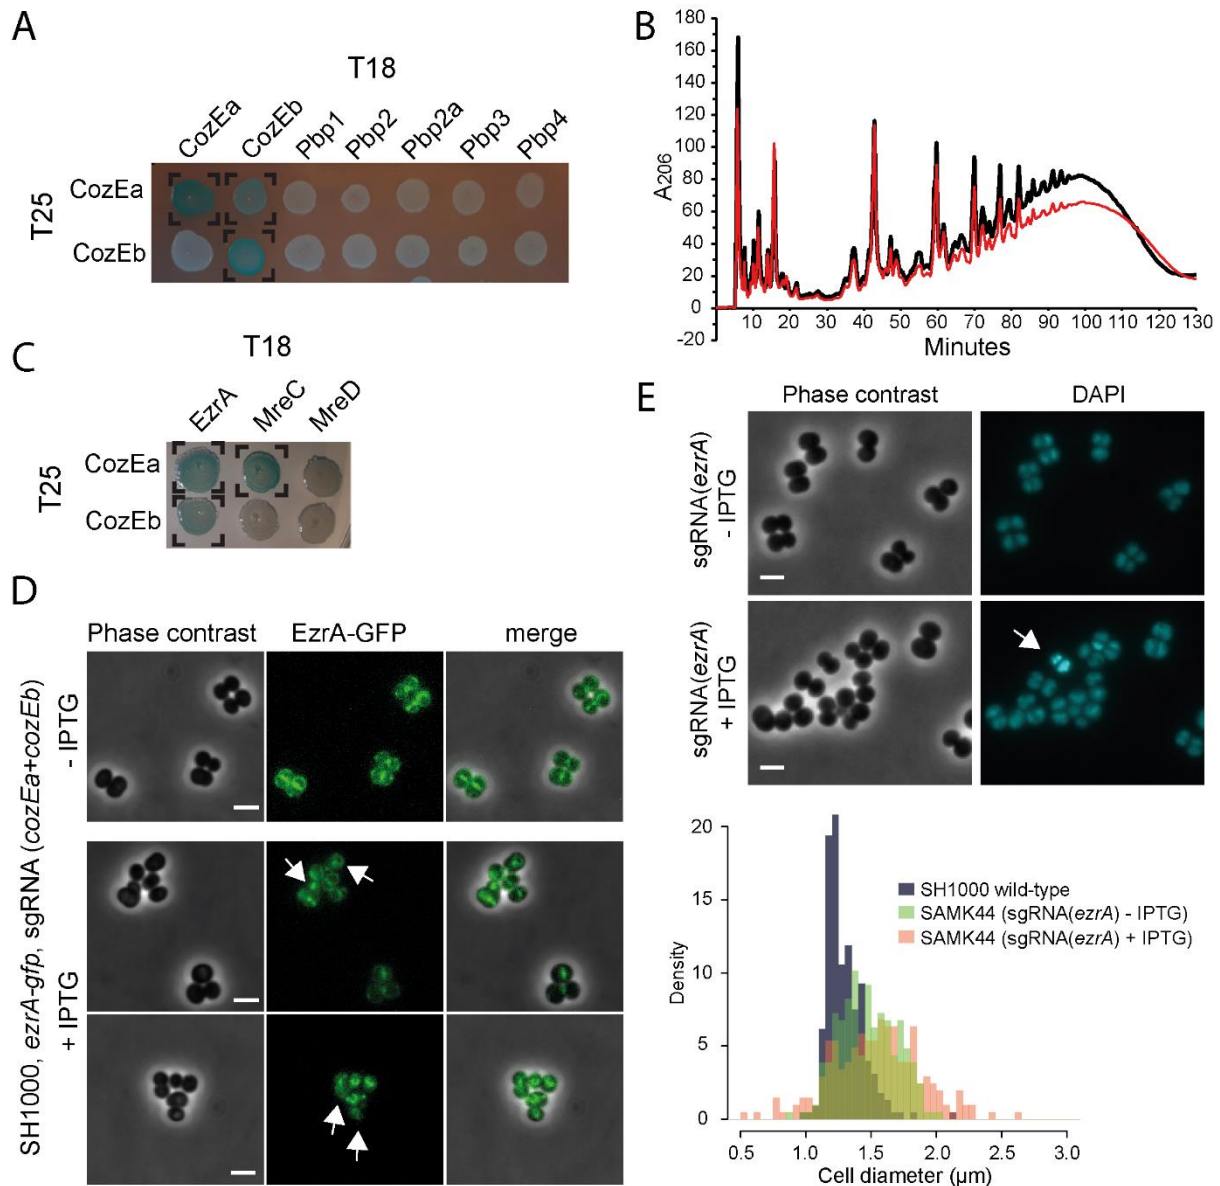 A
T18
CozEa CozEb Pbp1 Pbp2 Pbp2a Pbp3 Pbp4
T25
CozEa
CozEb
B
A206
180
160
140
120
100
80
60
40
20
0
-20
10 20 30 40 50 60 70 80 90 100 110 120 130
Minutes
C
T18
EzrA MreC MreD
T25
CozEa
CozEb
D
Phase contrast EzrA-GFP merge
SH1000, ezrA-gfp, sgRNA (cozEa+cozEb)
- IPTG
+ IPTG
E
Phase contrast DAPI
sgRNA(ezrA)
- IPTG
sgRNA(ezrA)
+ IPTG
SH1000 wild-type
SAMK44 (sgRNA(ezrA) - IPTG)
SAMK44 (sgRNA(ezrA) + IPTG)
Density
20
15
10
5
0
0.5 1.0 1.5 2.0 2.5 3.0
Cell diameter (μm)